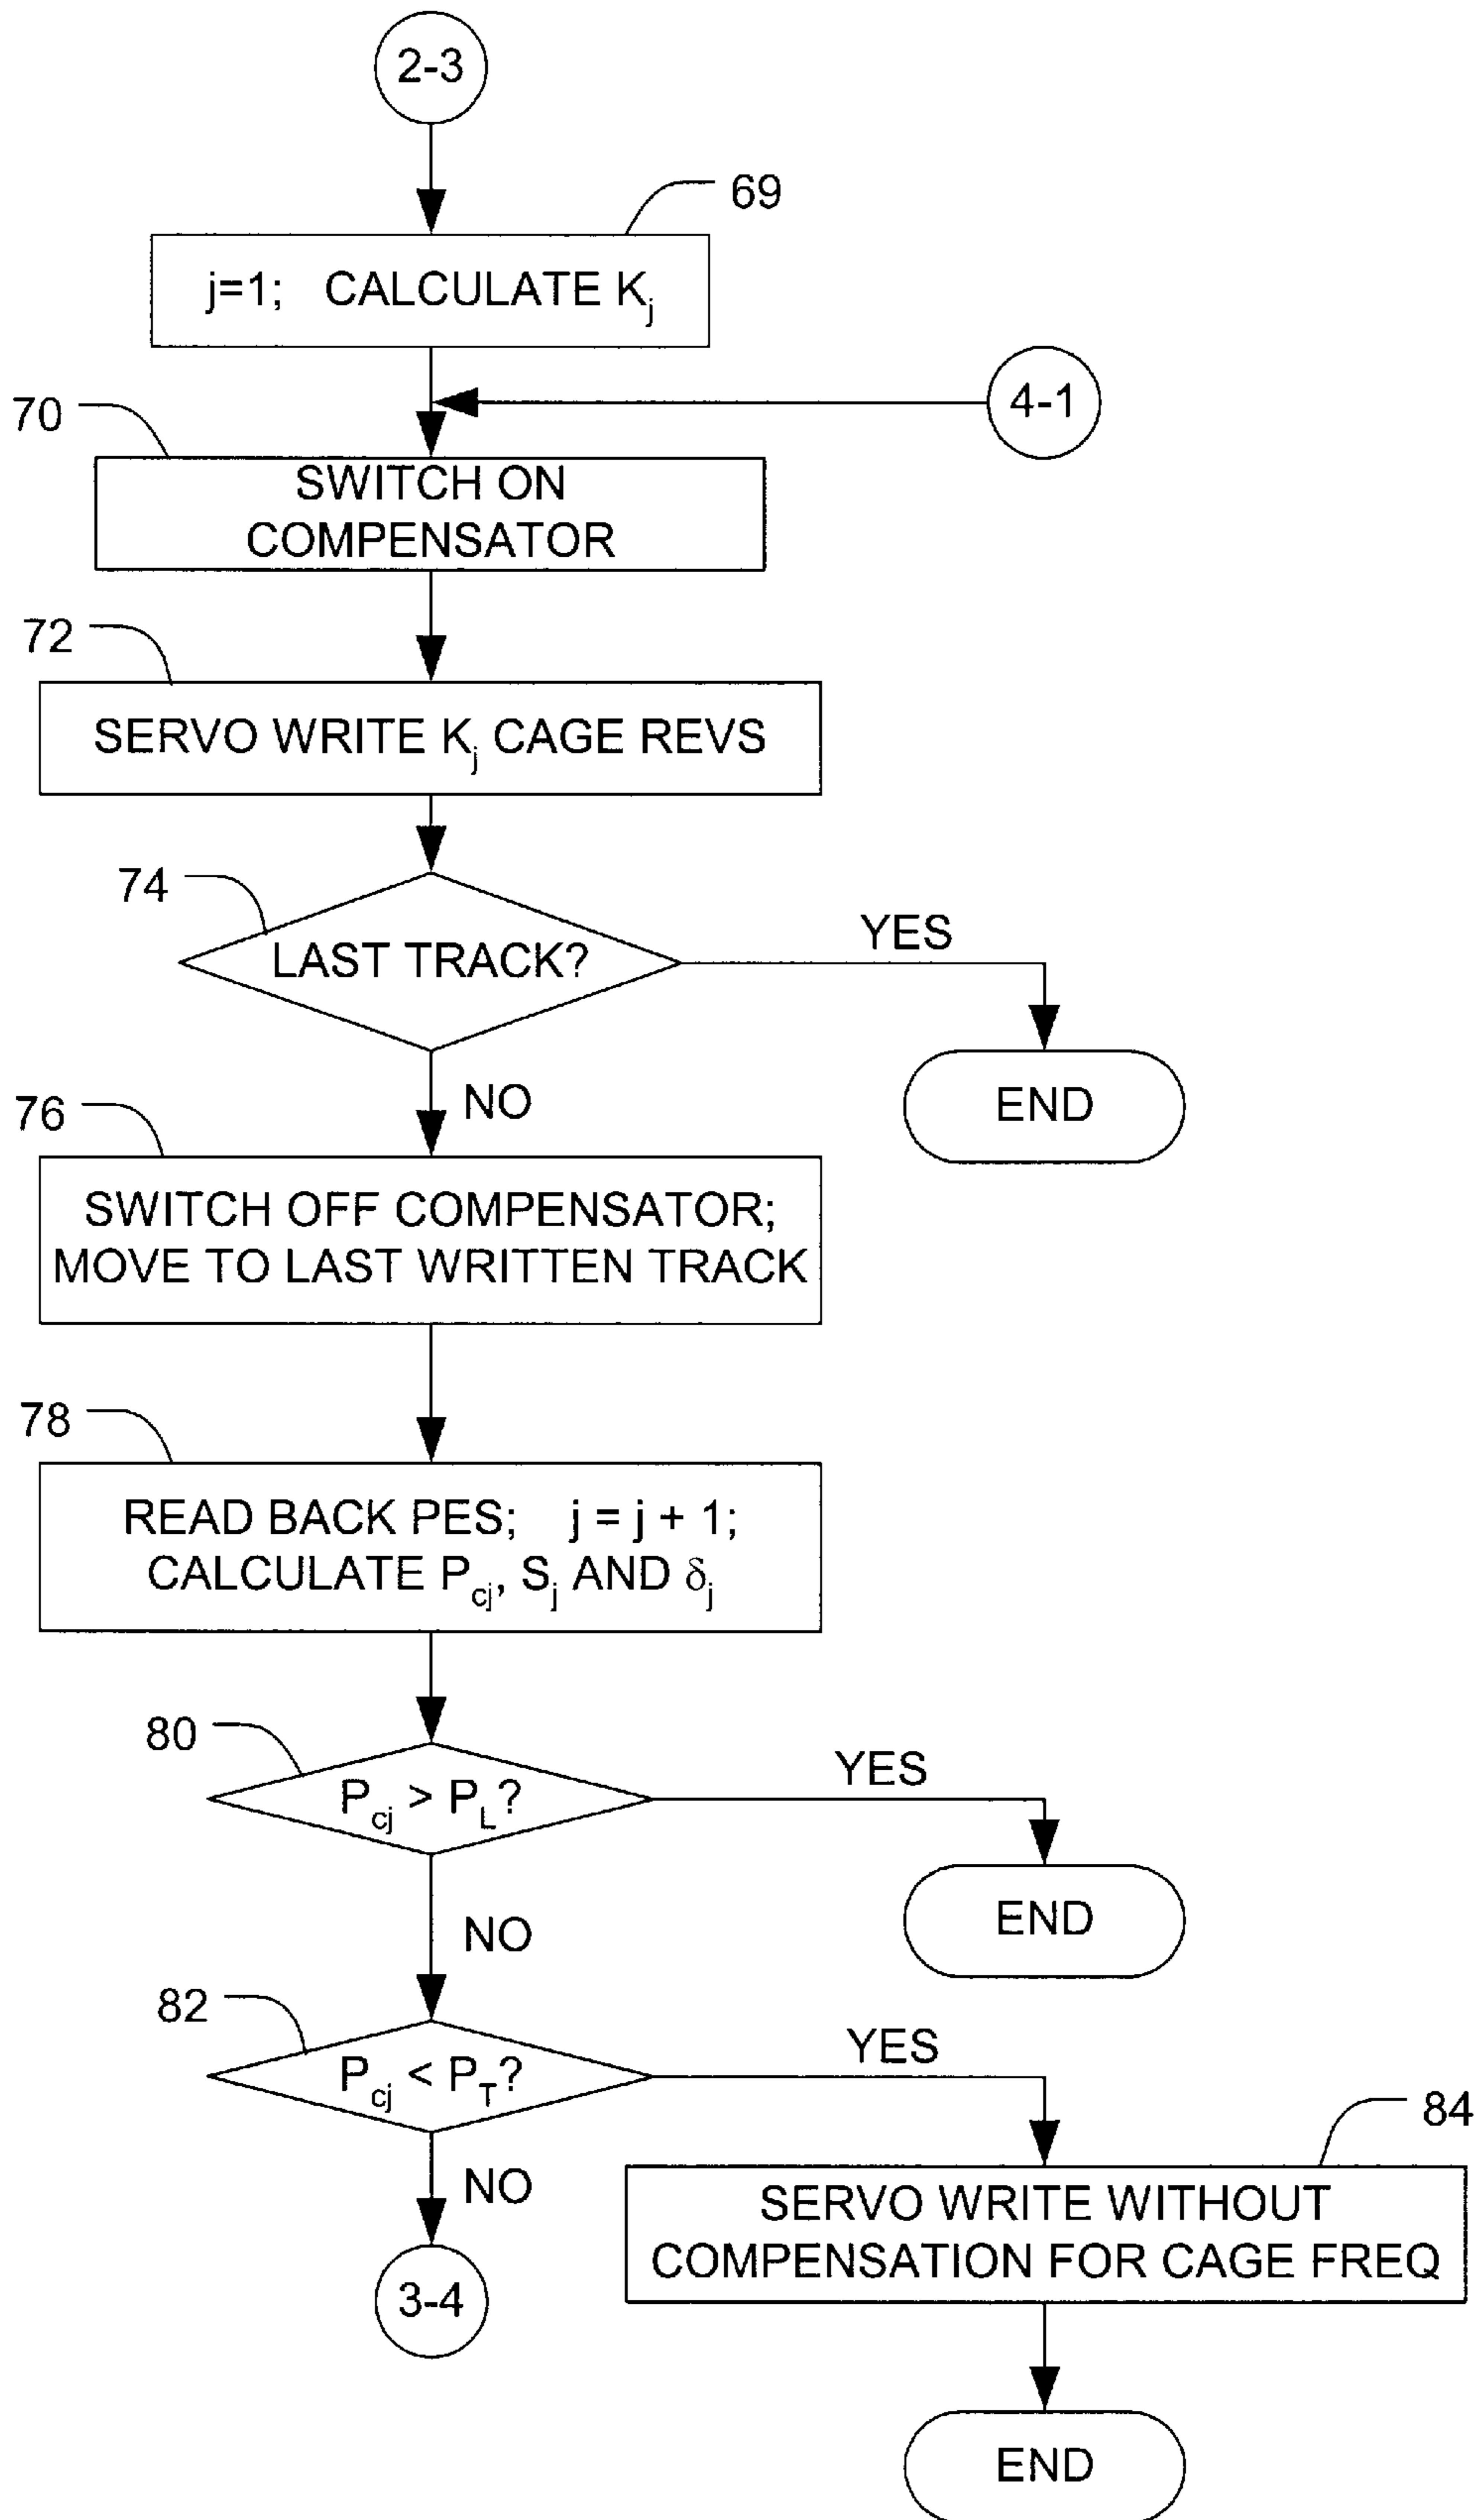 2-3
69
j=1; CALCULATE Kj
4-1
70
SWITCH ON
COMPENSATOR
72
SERVO WRITE Kj CAGE REVS
74
LAST TRACK?
YES
END
NO
76
SWITCH OFF COMPENSATOR;
MOVE TO LAST WRITTEN TRACK
78
READ BACK PES; j = j + 1;
CALCULATE Pcj, Sj AND δj
80
Pcj > PL?
YES
END
NO
82
Pcj < PT?
YES
84
NO
SERVO WRITE WITHOUT
COMPENSATION FOR CAGE FREQ
3-4
END